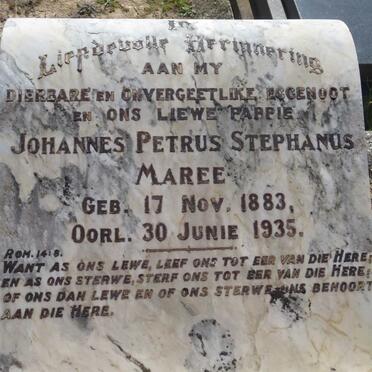 In
Liefdevolle Herinnering
AAN MY
DIERBARE EN ONVERGEETLIKE EGGENOOT
EN ONS LIEWE PAPPIE
JOHANNES PETRUS STEPHANUS
MAREE
GEB. 17 NOV. 1883,
OORL. 30 JUNIE 1935.
ROM. 14:8.
WANT AS ONS LEWE, LEEF ONS TOT EER VAN DIE HERE;
EN AS ONS STERWE, STERF ONS TOT EER VAN DIE HERE;
OF ONS DAN LEWE EN OF ONS STERWE ONS BEHOORT
AAN DIE HERE.